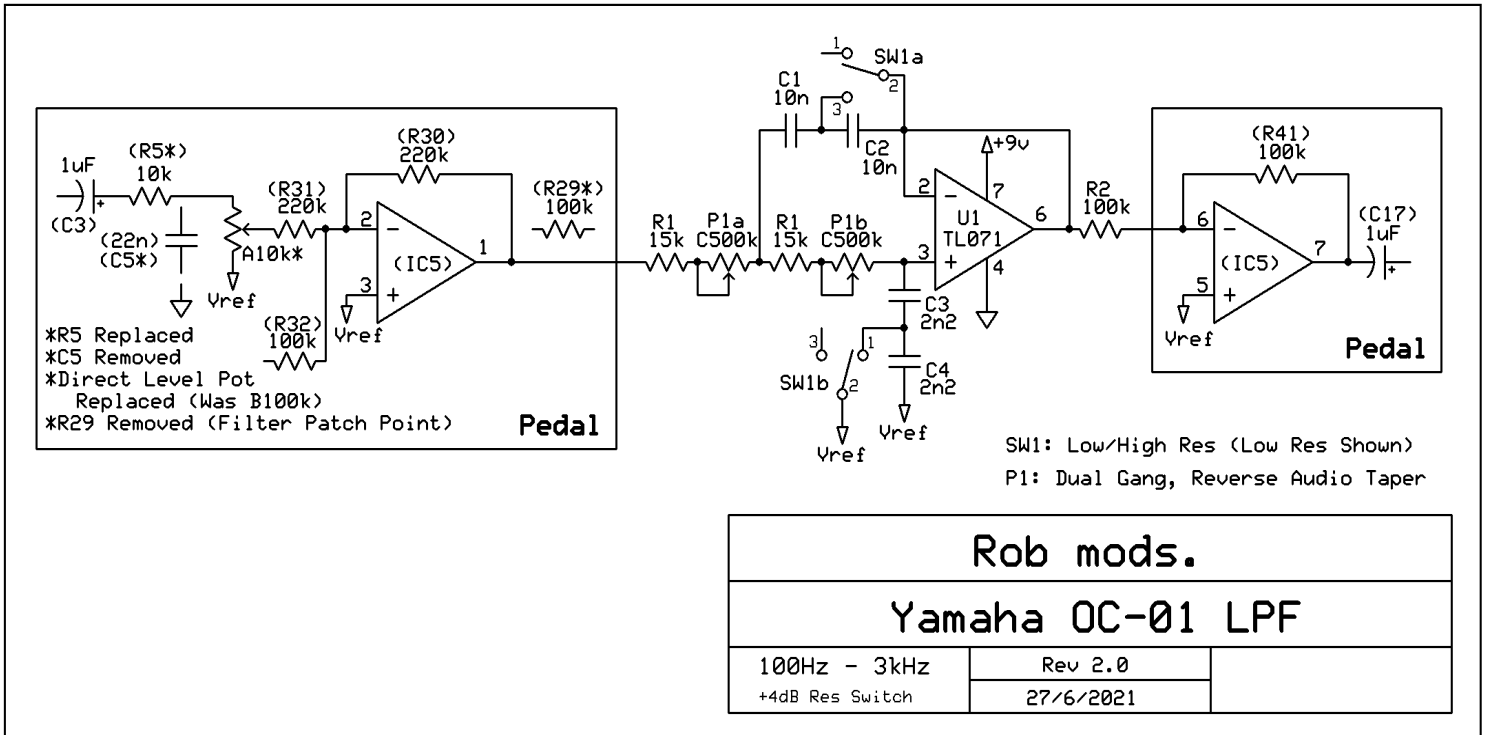 1
SW1a
2
3
C1
10n
C2
10n
(R5*)
10k
1uF
+
(C3)
(22n)
(C5*)
A10k*
Vref
(R31)
220k
(R30)
220k
2
-
1
(IC5)
3
+
Vref
(R32)
100k
(R29*)
100k
*R5 Replaced
*C5 Removed
*Direct Level Pot
Replaced (Was B100k)
*R29 Removed (Filter Patch Point)
Pedal
R1
15k
P1a
C500k
R1
15k
P1b
C500k
+9v
2
-
7
U1
TL071
6
3
+
4
C3
2n2
3
1
SW1b
2
Vref
C4
2n2
Vref
R2
100k
(R41)
100k
6
-
7
(IC5)
5
+
Vref
(C17)
1uF
+
Pedal
SW1: Low/High Res (Low Res Shown)
P1: Dual Gang, Reverse Audio Taper
Rob mods.
Yamaha OC-01 LPF
100Hz - 3kHz
+4dB Res Switch
Rev 2.0
27/6/2021